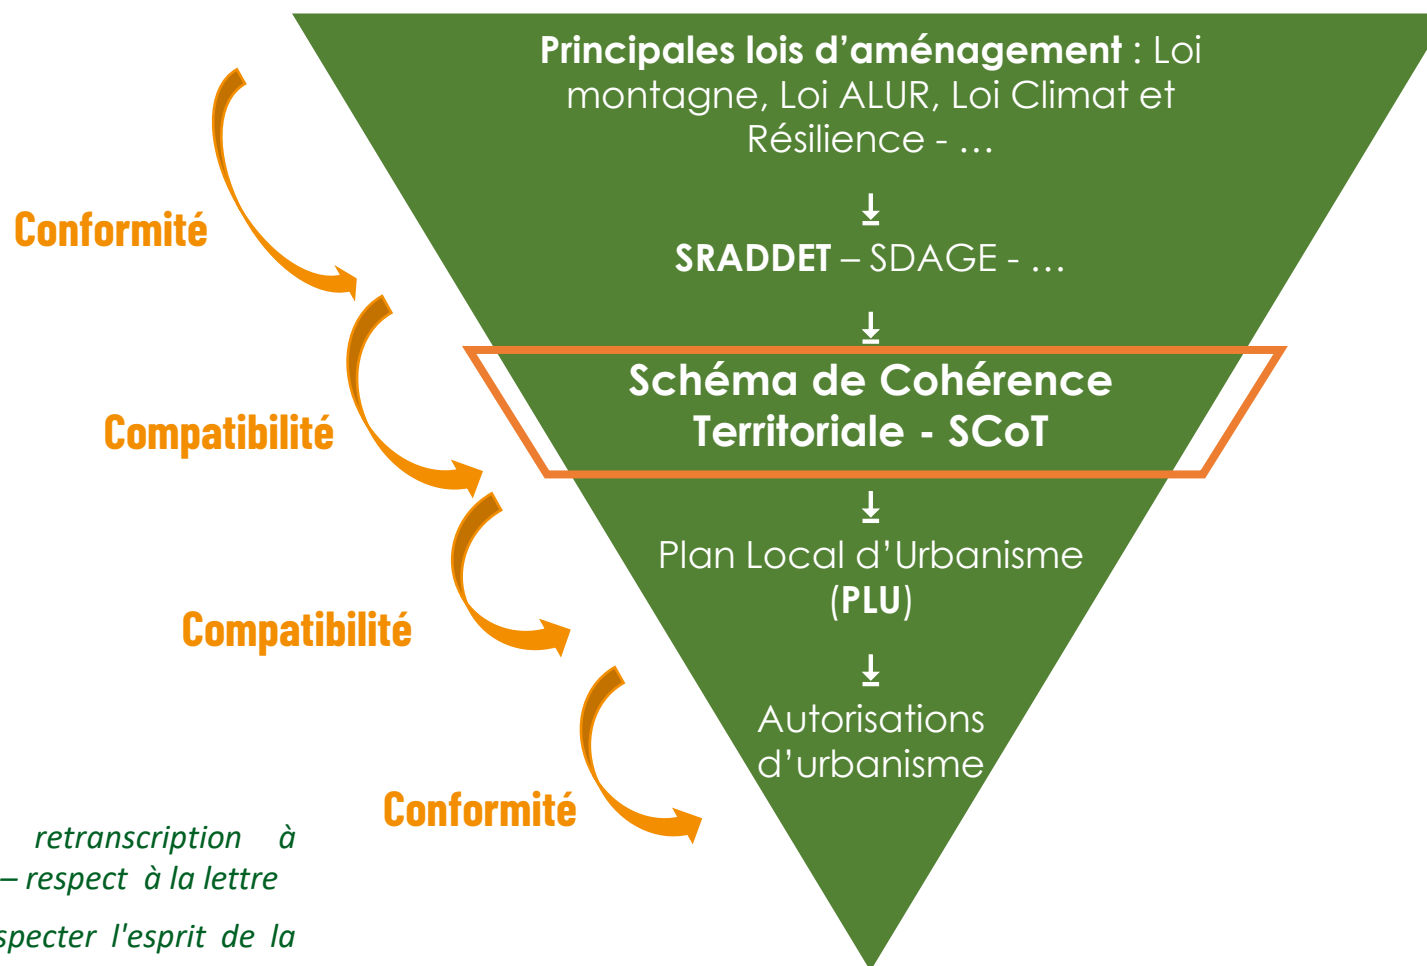 Principales lois d’aménagement : Loi
montagne, Loi ALUR, Loi Climat et
Résilience - …
Conformité
SRADDET – SDAGE - …
Compatibilité
Schéma de Cohérence
Territoriale - SCoT
Compatibilité
Plan Local d’Urbanisme
(PLU)
Conformité
Autorisations
d’urbanisme
retranscription à
– respect à la lettre
specter l'esprit de la